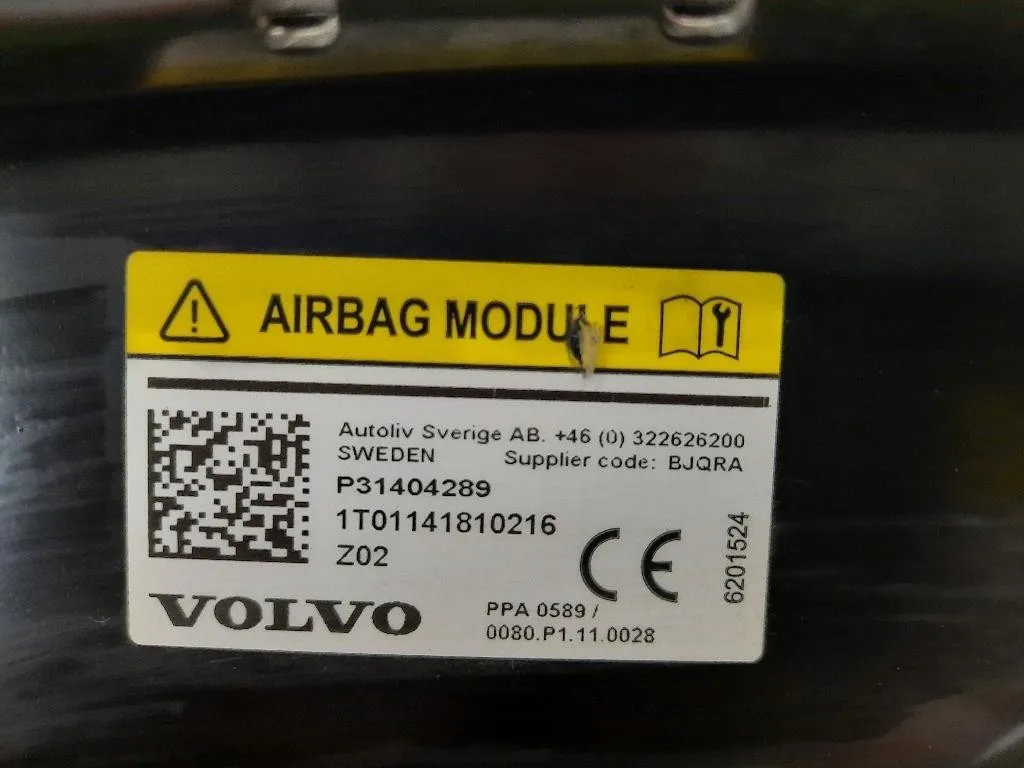 AIRBAG MODULE
Autoliv Sverige AB. +46 (0) 322626200
SWEDEN Supplier code: BJQRA
P31404289
1T01141810216
Z02
CE
6201524
VOLVO
PPA 0589 /
0080.P1.11.0028